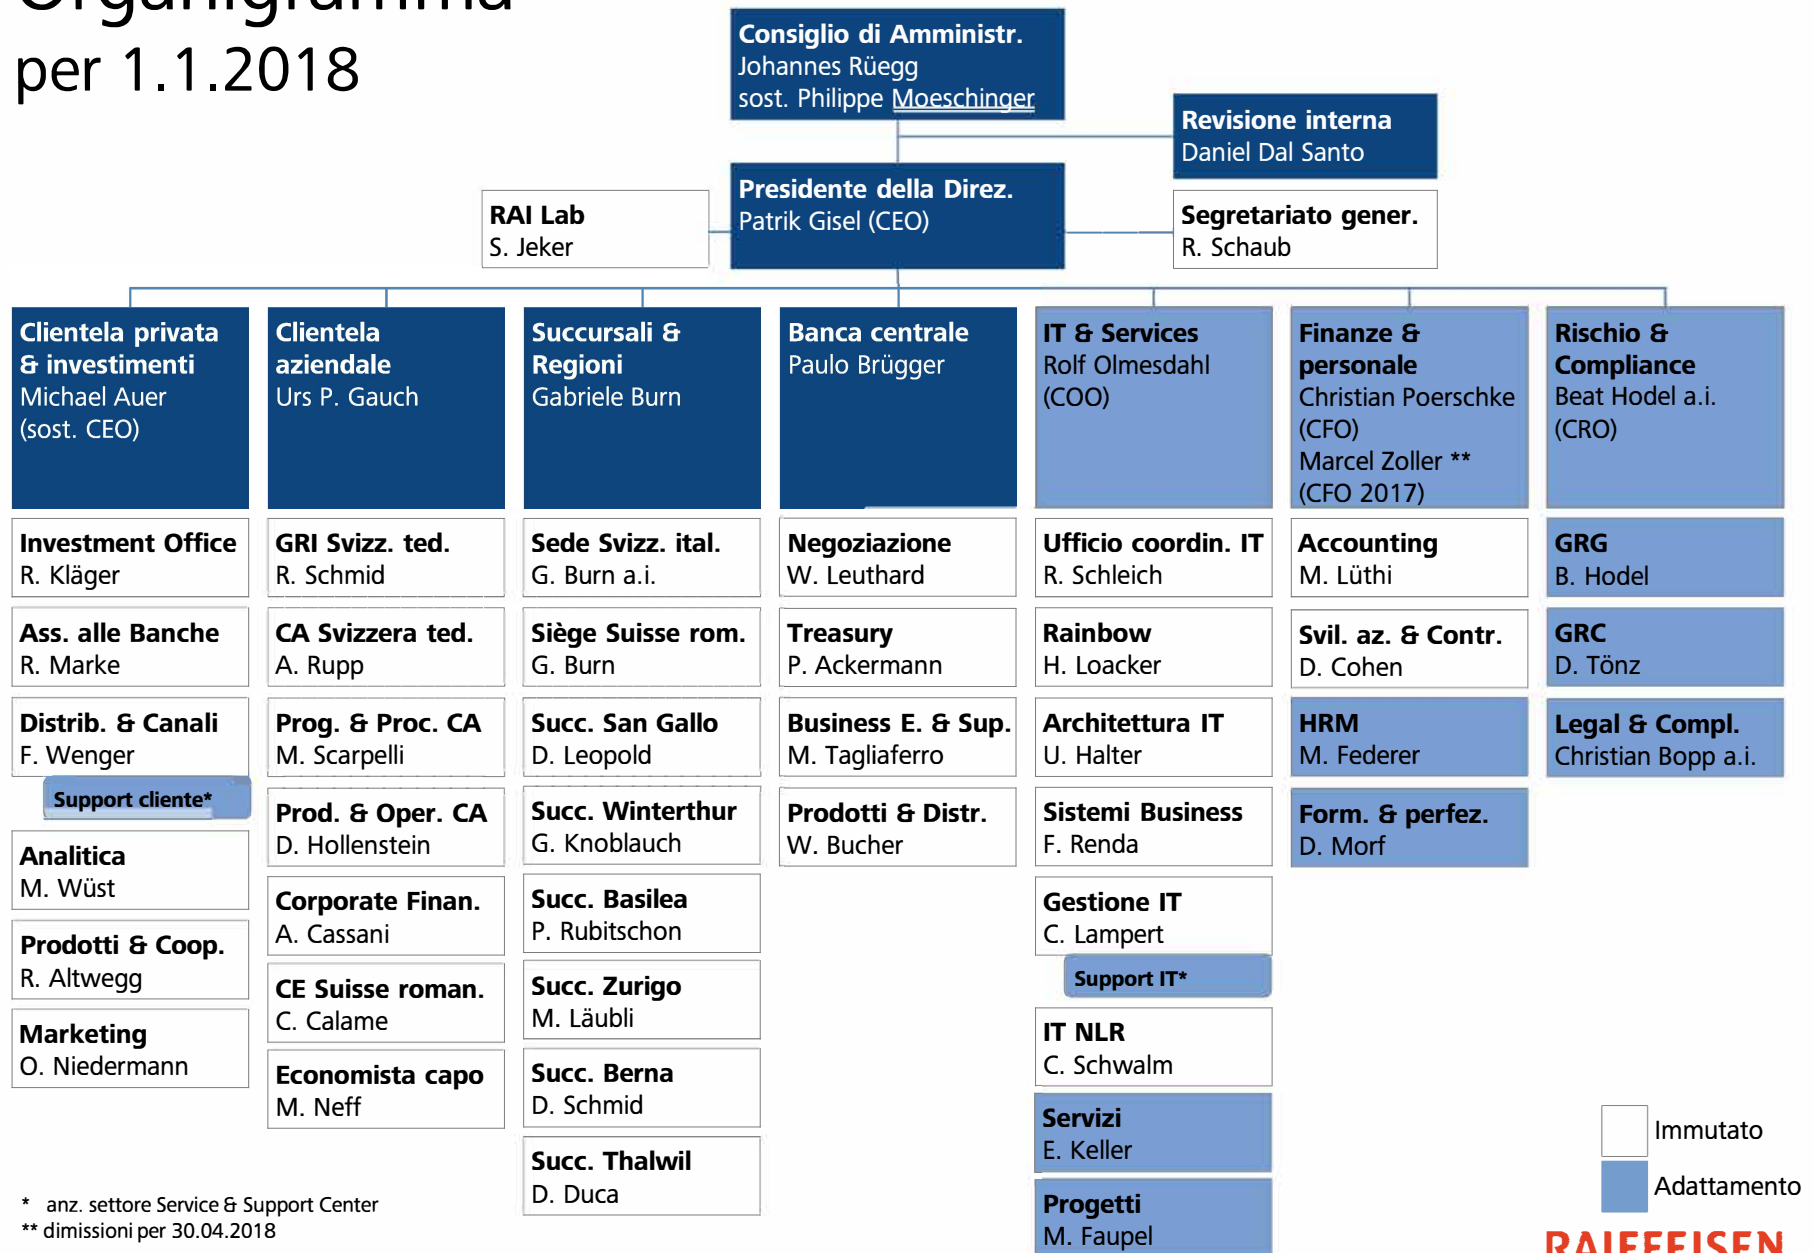 Organigramma
per 1.1.2018
Consiglio di Amministr.
Johannes Rüegg
sost. Philippe Moeschinger
Revisione interna
Daniel Dal Santo
Presidente della Direz.
Patrik Gisel (CEO)
RAI Lab
S. Jeker
Segretariato gener.
R. Schaub
Clientela privata
& investimenti
Michael Auer
(sost. CEO)
Investment Office
R. Kläger
Ass. alle Banche
R. Marke
Distrib. & Canali
F. Wenger
Support cliente*
Analitica
M. Wüst
Prodotti & Coop.
R. Altwegg
Marketing
O. Niedermann
Clientela
aziendale
Urs P. Gauch
GRI Svizz. ted.
R. Schmid
CA Svizzera ted.
A. Rupp
Prog. & Proc. CA
M. Scarpelli
Prod. & Oper. CA
D. Hollenstein
Corporate Finan.
A. Cassani
CE Suisse roman.
C. Calame
Economista capo
M. Neff
Succursali &
Regioni
Gabriele Burn
Sede Svizz. ital.
G. Burn a.i.
Siège Suisse rom.
G. Burn
Succ. San Gallo
D. Leopold
Succ. Winterthur
G. Knoblauch
Succ. Basilea
P. Rubitschon
Succ. Zurigo
M. Läubli
Succ. Berna
D. Schmid
Succ. Thalwil
D. Duca
Banca centrale
Paulo Brügger
Negoziazione
W. Leuthard
Treasury
P. Ackermann
Business E. & Sup.
M. Tagliaferro
Prodotti & Distr.
W. Bucher
IT & Services
Rolf Olmesdahl
(COO)
Ufficio coordin. IT
R. Schleich
Rainbow
H. Loacker
Architettura IT
U. Halter
Sistemi Business
F. Renda
Gestione IT
C. Lampert
Support IT*
IT NLR
C. Schwalm
Servizi
E. Keller
Progetti
M. Faupel
Finanze &
personale
Christian Poerschke
(CFO)
Marcel Zoller **
(CFO 2017)
Accounting
M. Lüthi
Svil. az. & Contr.
D. Cohen
HRM
M. Federer
Form. & perfez.
D. Morf
Rischio &
Compliance
Beat Hodel a.i.
(CRO)
GRG
B. Hodel
GRC
D. Tönz
Legal & Compl.
Christian Bopp a.i.
Immutato
Adattamento
* anz. settore Service & Support Center
** dimissioni per 30.04.2018
RAIFFEISEN